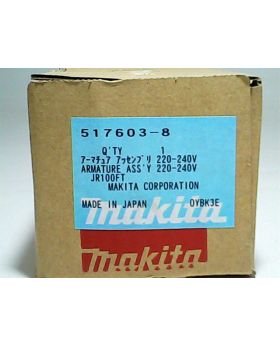 517603-8
Q'TY 1
ｱｰﾏﾁｭｱ ｱｯｾﾝﾌﾞﾘ 220-240V
ARMATURE ASS'Y 220-240V
JR100FT
MAKITA CORPORATION
MADE IN JAPAN OYBK3E
makita
makita